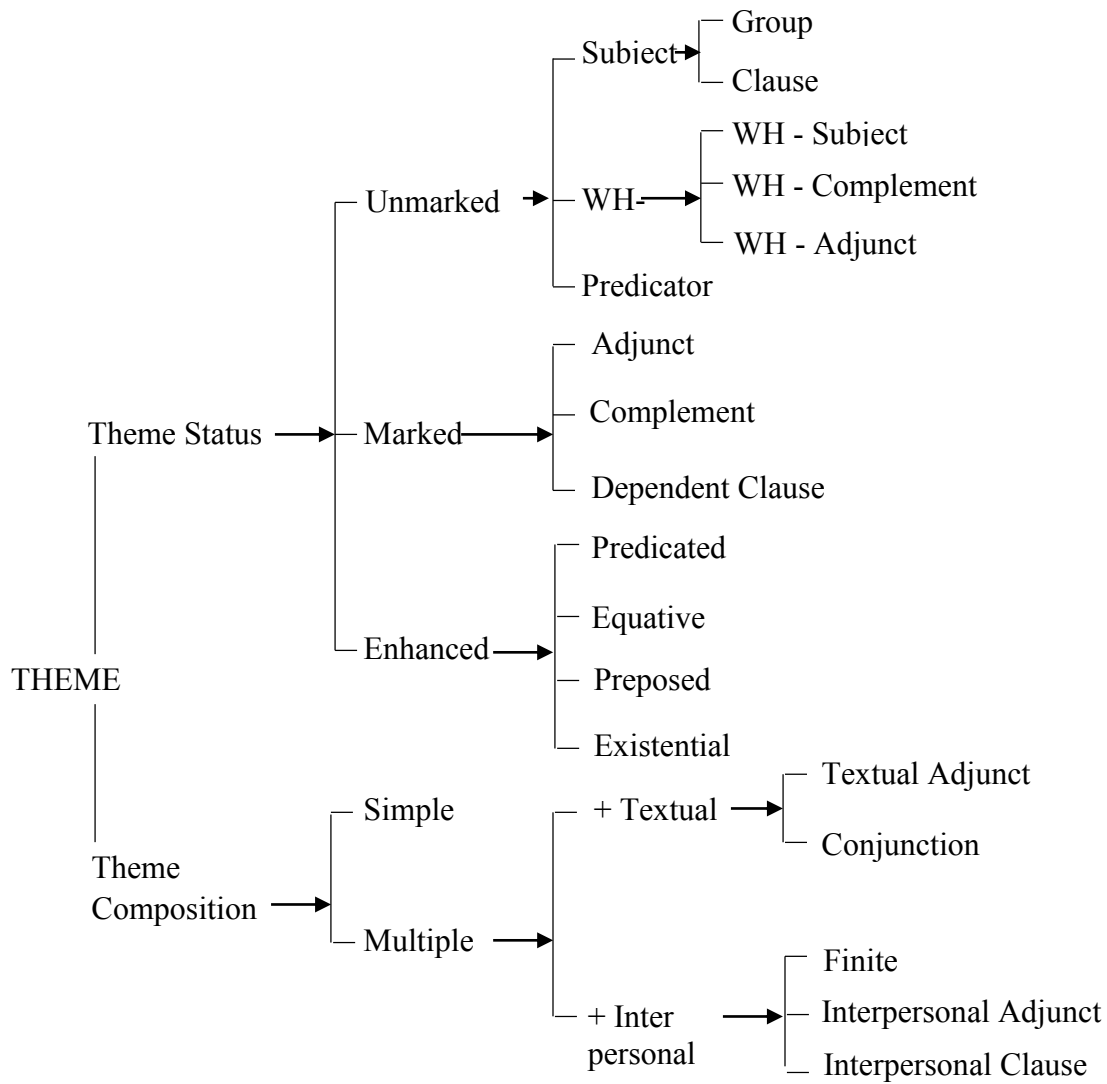 Group
Subject
Clause
WH - Subject
Unmarked
WH-
WH - Complement
WH - Adjunct
Predicator
Adjunct
Complement
Theme Status
Marked
Dependent Clause
Predicated
Equative
Enhanced
THEME
Preposed
Existential
Textual Adjunct
Simple
+ Textual
Conjunction
Theme
Composition
Multiple
Finite
+ Inter
personal
Interpersonal Adjunct
Interpersonal Clause